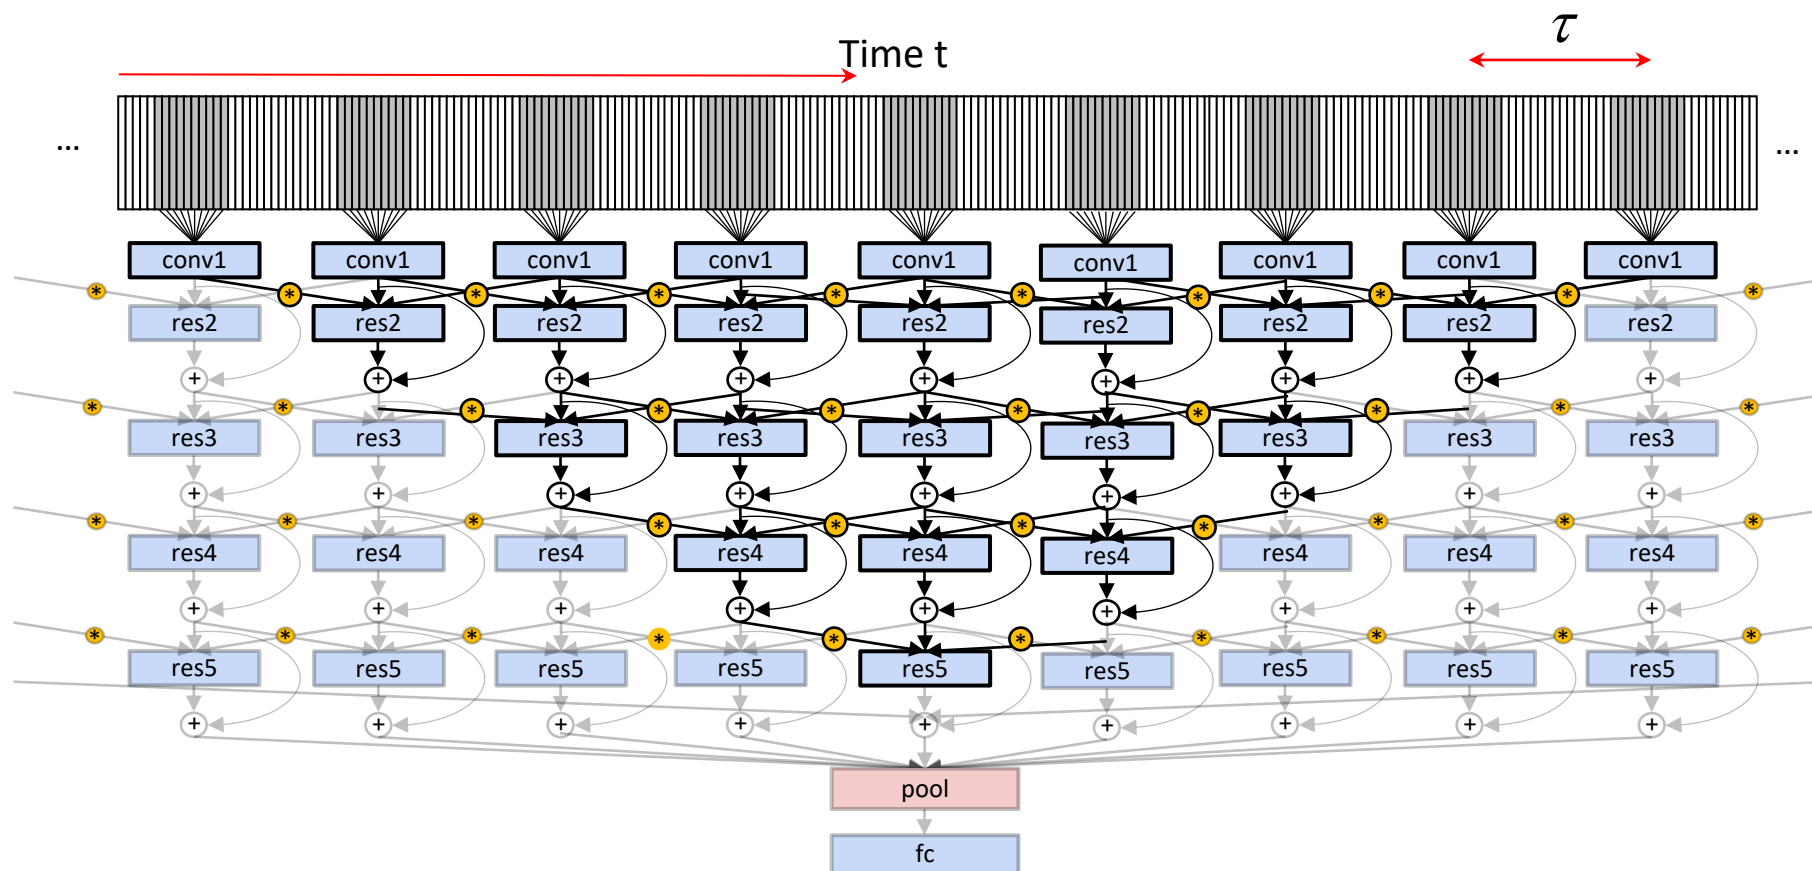 τ
Time t
... ...
conv1 conv1 conv1 conv1 conv1 conv1 conv1 conv1 conv1
* * * * * * * * * *
res2 res2 res2 res2 res2 res2 res2 res2 res2
+ + + + + + + + +
* * * * * * * * * *
res3 res3 res3 res3 res3 res3 res3 res3 res3
+ + + + + + + + +
* * * * * * * * * *
res4 res4 res4 res4 res4 res4 res4 res4 res4
+ + + + + + + + +
* * * * * * * * * *
res5 res5 res5 res5 res5 res5 res5 res5 res5
+ + + + + + + + +
pool
fc